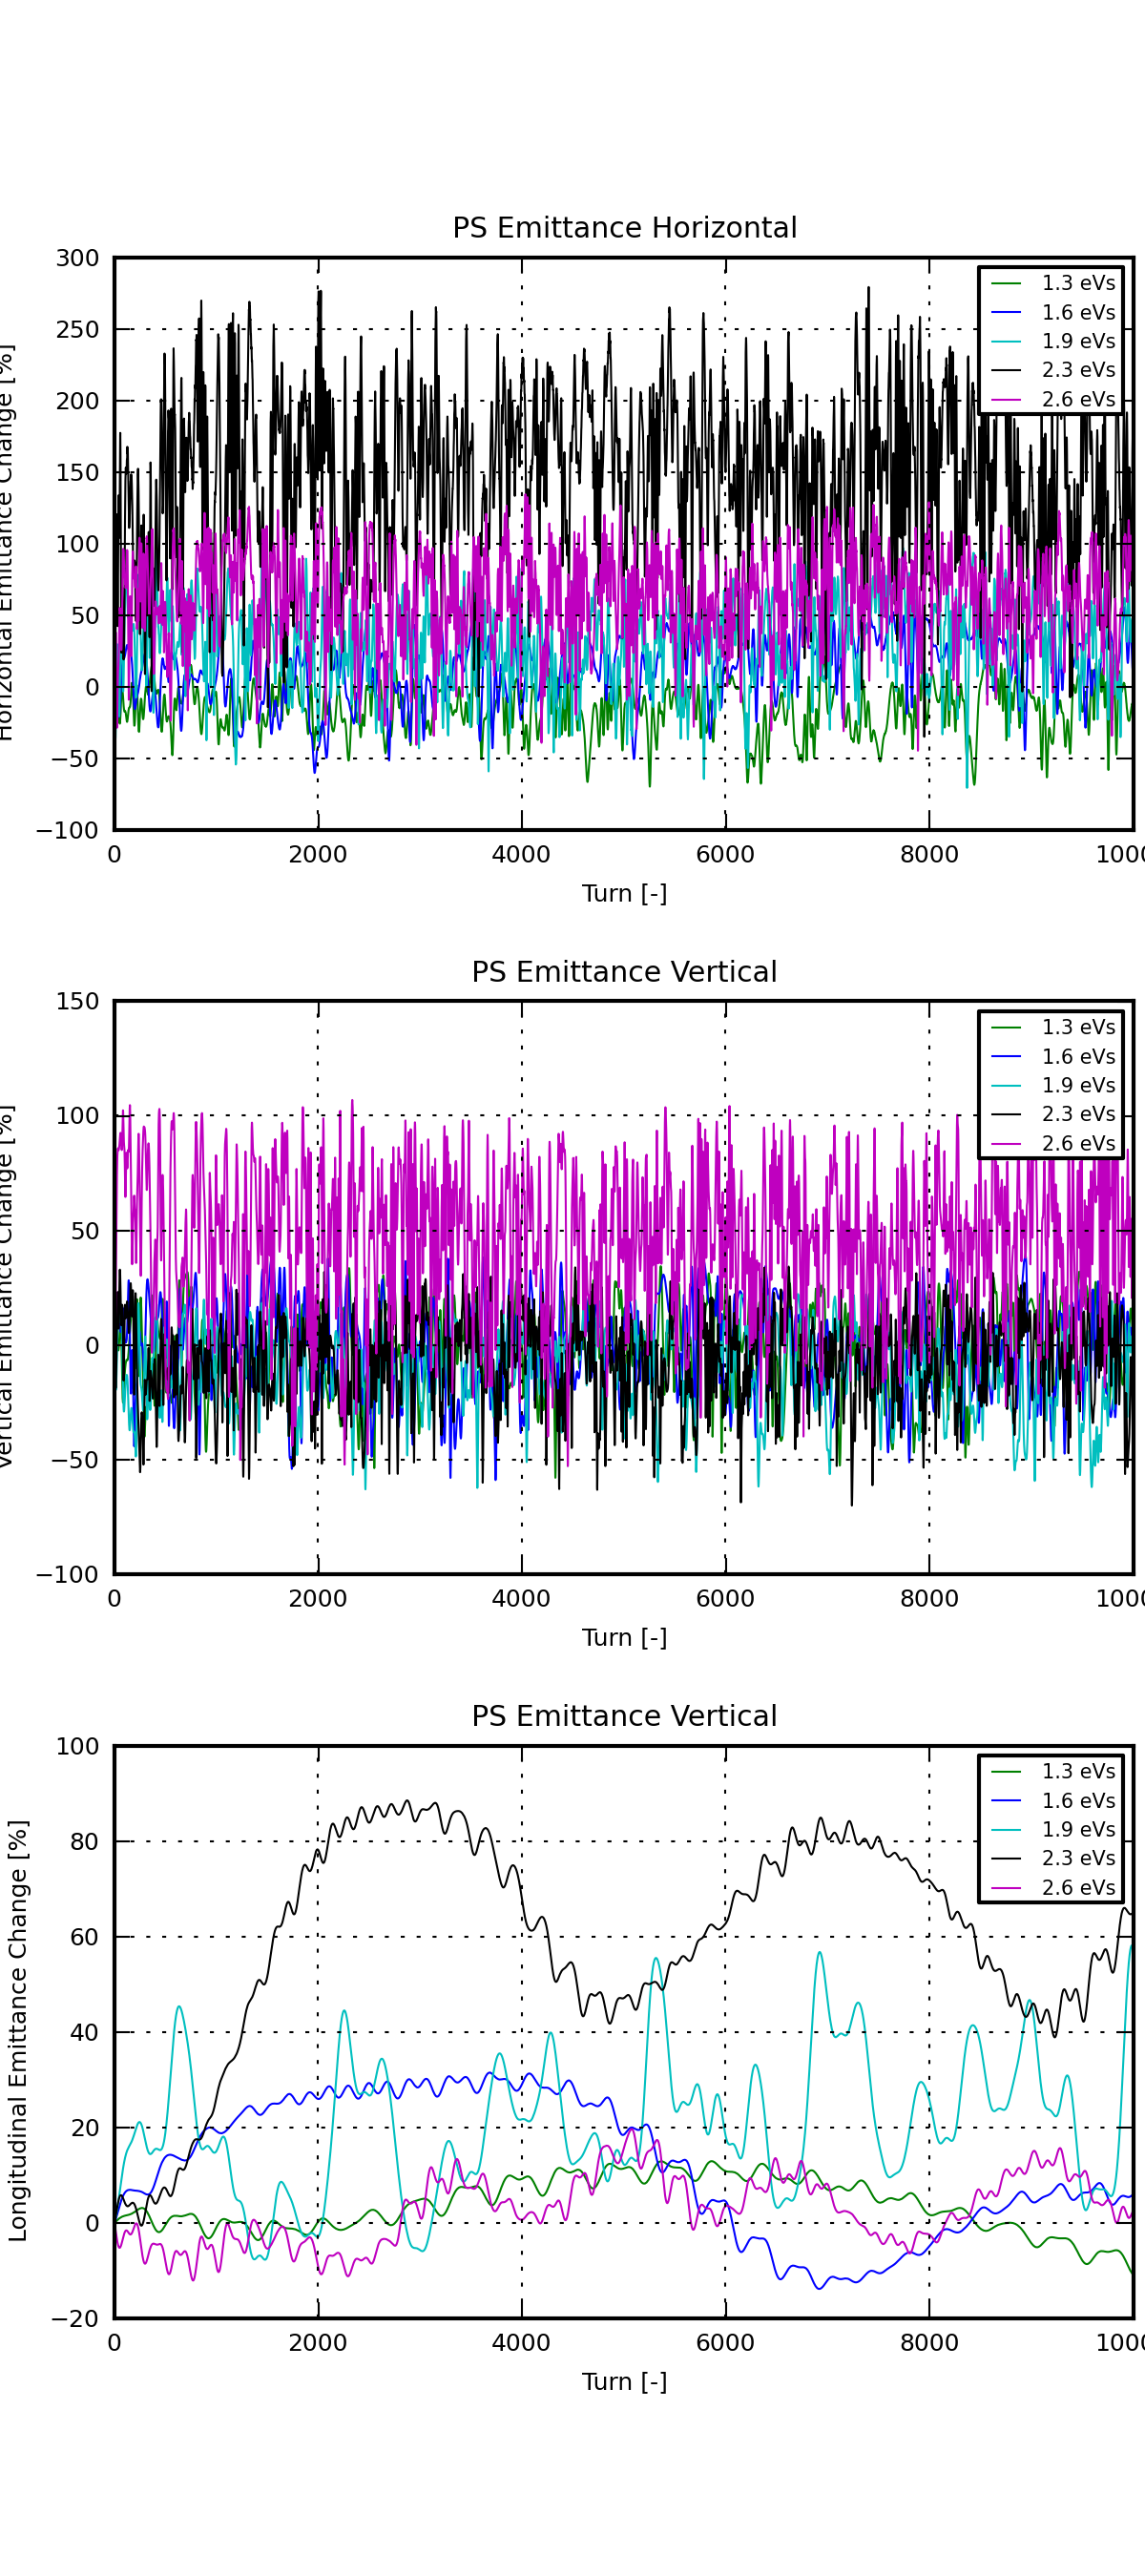 PS Emittance Horizontal
300
250
200
150
100
50
0
−50
−100
Horizontal Emittance Change [%]
1.3 eVs
1.6 eVs
1.9 eVs
2.3 eVs
2.6 eVs
0 2000 4000 6000 8000 1000
Turn [-]
PS Emittance Vertical
150
100
50
0
−50
−100
Vertical Emittance Change [%]
1.3 eVs
1.6 eVs
1.9 eVs
2.3 eVs
2.6 eVs
0 2000 4000 6000 8000 1000
Turn [-]
PS Emittance Vertical
100
80
60
40
20
0
−20
Longitudinal Emittance Change [%]
1.3 eVs
1.6 eVs
1.9 eVs
2.3 eVs
2.6 eVs
0 2000 4000 6000 8000 1000
Turn [-]